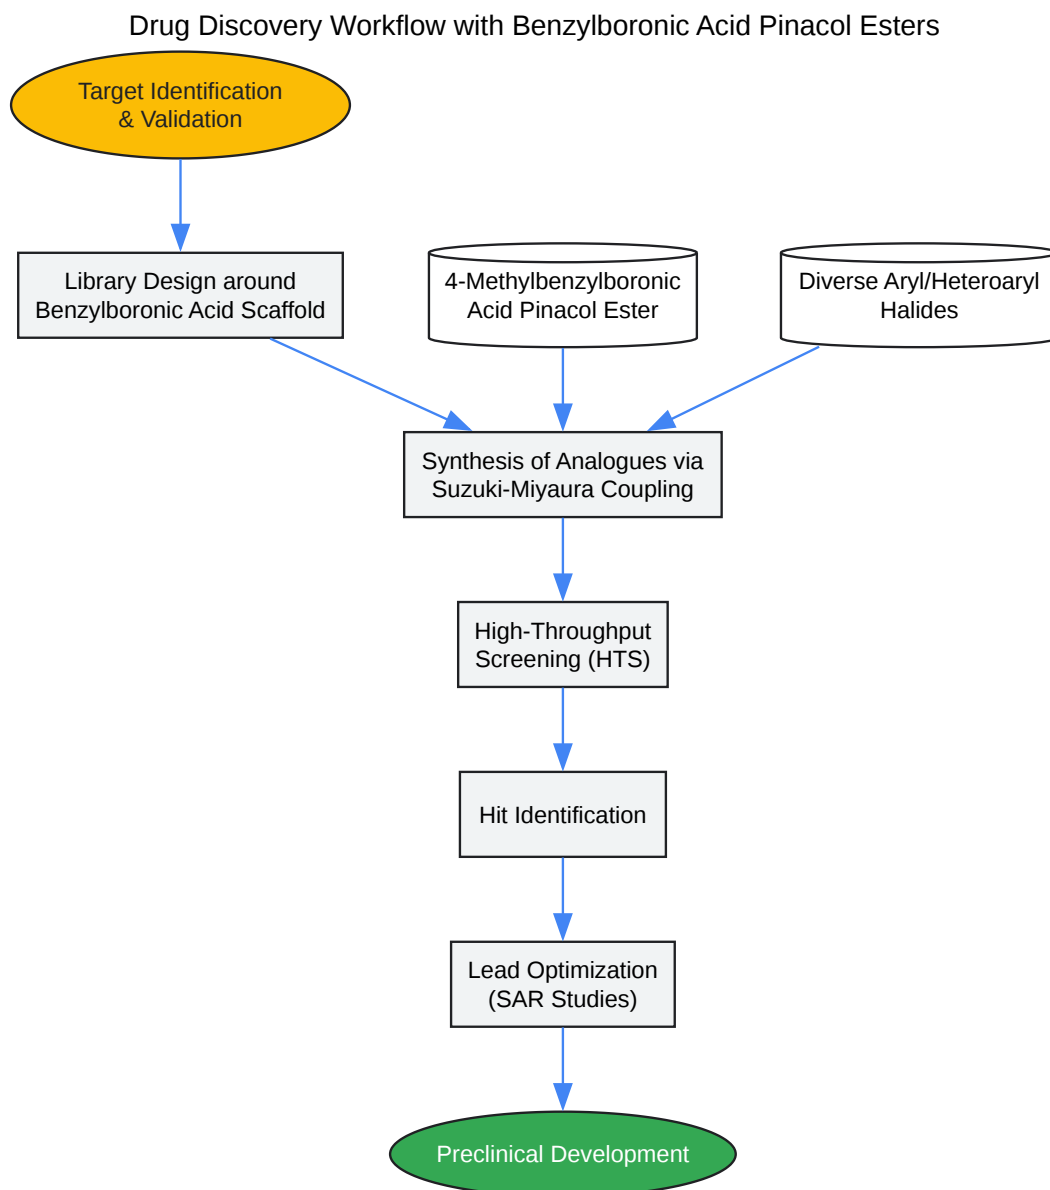 Drug Discovery Workflow with Benzylboronic Acid Pinacol Esters
Target Identification
& Validation
Library Design around
Benzylboronic Acid Scaffold
4-Methylbenzylboronic
Acid Pinacol Ester
Diverse Aryl/Heteroaryl
Halides
Synthesis of Analogues via
Suzuki-Miyaura Coupling
High-Throughput
Screening (HTS)
Hit Identification
Lead Optimization
(SAR Studies)
Preclinical Development